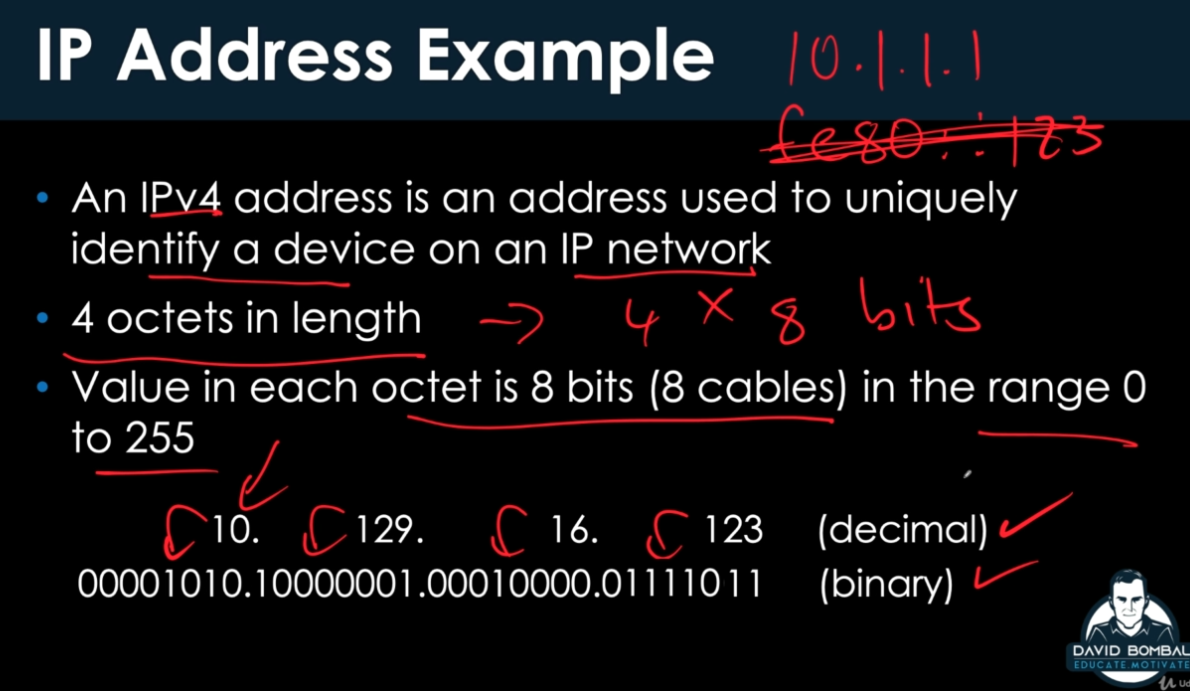 IP Address Example
10.1.1.1
fe80::123
• An IPv4 address is an address used to uniquely
identify a device on an IP network
• 4 octets in length → 4 × 8 bits
• Value in each octet is 8 bits (8 cables) in the range 0
to 255
10. 129. 16. 123 (decimal)
00001010.10000001.00010000.01111011 (binary)
DAVID BOMBAL
EDUCATE.MOTIVATE
Ud